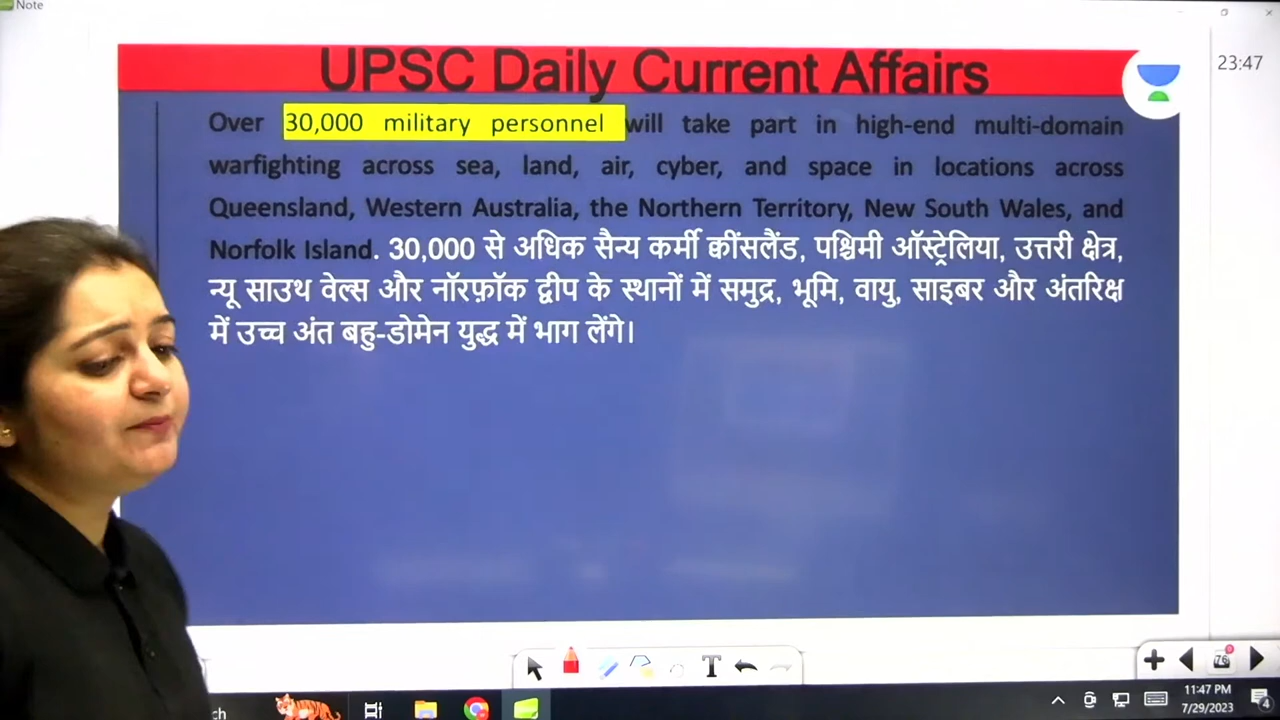 Note
UPSC Daily Current Affairs
23:47
Over 30,000 military personnel will take part in high-end multi-domain
warfighting across sea, land, air, cyber, and space in locations across
Queensland, Western Australia, the Northern Territory, New South Wales, and
Norfolk Island. 30,000 से अधिक सैन्य कर्मी क्वींसलैंड, पश्चिमी ऑस्ट्रेलिया, उत्तरी क्षेत्र,
न्यू साउथ वेल्स और नॉरफ़ॉक द्वीप के स्थानों में समुद्र, भूमि, वायु, साइबर और अंतरिक्ष
में उच्च अंत बहु-डोमेन युद्ध में भाग लेंगे।
T
76
ch
11:47 PM
7/29/2023
4